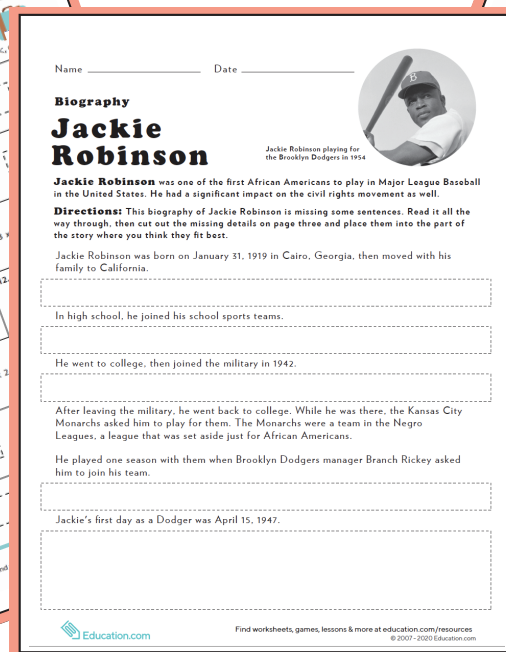 Name
Date
Biography
Jackie
Robinson
B
Jackie Robinson playing for
the Brooklyn Dodgers in 1954
Jackie Robinson was one of the first African Americans to play in Major League Baseball
in the United States. He had a significant impact on the civil rights movement as well.
Directions: This biography of Jackie Robinson is missing some sentences. Read it all the
way through, then cut out the missing details on page three and place them into the part of
the story where you think they fit best.
Jackie Robinson was born on January 31, 1919 in Cairo, Georgia, then moved with his
family to California.
In high school, he joined his school sports teams.
He went to college, then joined the military in 1942.
After leaving the military, he went back to college. While he was there, the Kansas City
Monarchs asked him to play for them. The Monarchs were a team in the Negro
Leagues, a league that was set aside just for African Americans.
He played one season with them when Brooklyn Dodgers manager Branch Rickey asked
him to join his team.
Jackie's first day as a Dodger was April 15, 1947.
Education.com
Find worksheets, games, lessons & more at education.com/resources
© 2007 - 2020 Education.com